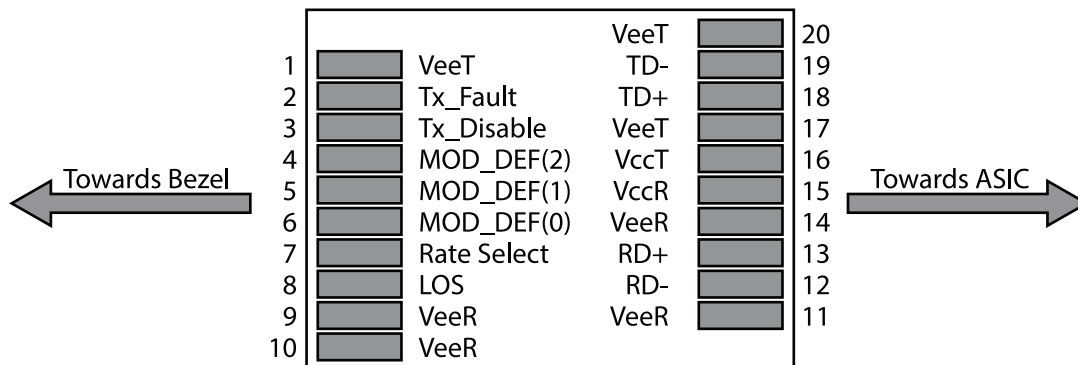 VeeT 20
1 VeeT TD- 19
2 Tx_Fault TD+ 18
3 Tx_Disable VeeT 17
4 MOD_DEF(2) VccT 16
Towards Bezel 5 MOD_DEF(1) VccR 15 Towards ASIC
6 MOD_DEF(0) VeeR 14
7 Rate Select RD+ 13
8 LOS RD- 12
9 VeeR VeeR 11
10 VeeR